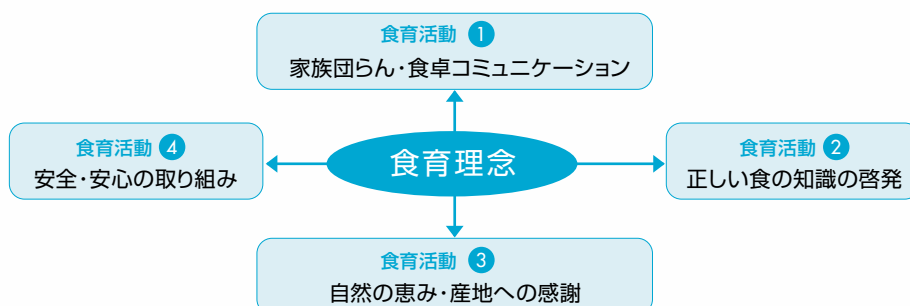 食育活動 1
家族団らん・食卓コミュニケーション
食育活動 4
安全・安心の取り組み
食育理念
食育活動 2
正しい食の知識の啓発
食育活動 3
自然の恵み・産地への感謝